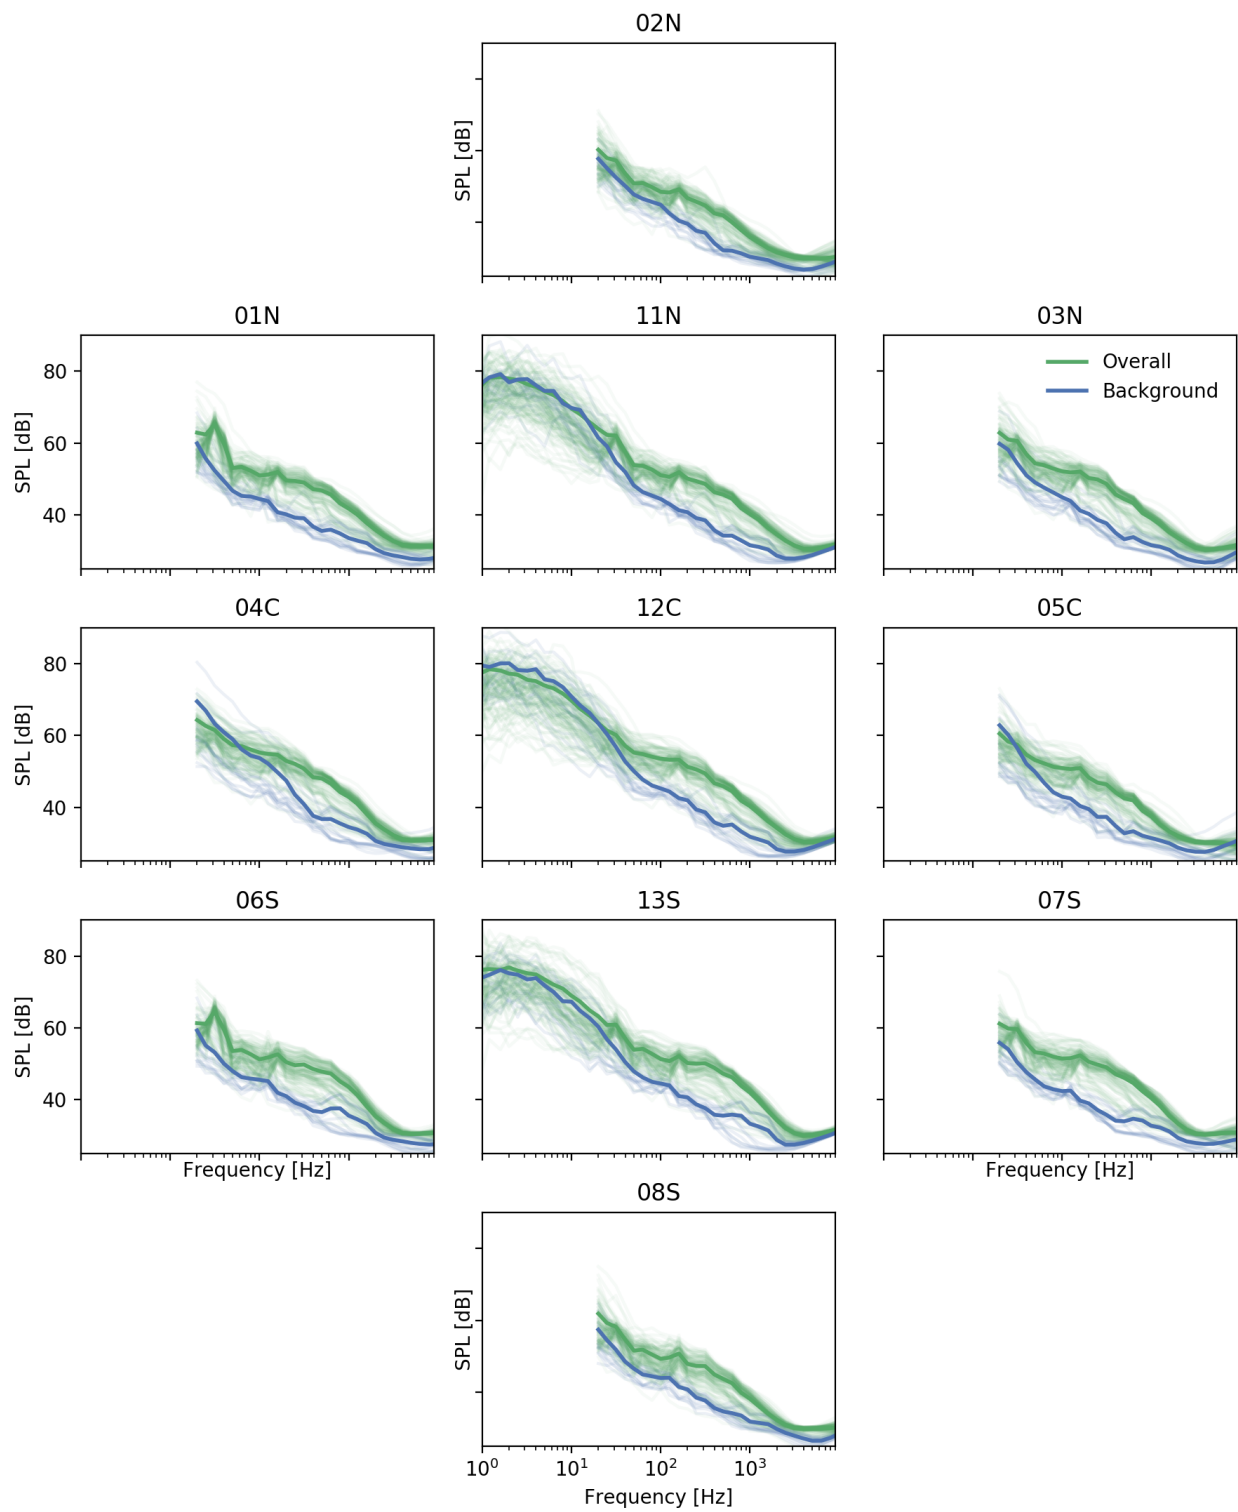 02N
SPL [dB]
01N 11N 03N
80
60
40
SPL [dB]
Overall
Background
04C 12C 05C
80
60
40
SPL [dB]
06S 13S 07S
80
60
40
SPL [dB]
Frequency [Hz] Frequency [Hz]
08S
SPL [dB]
10⁰ 10¹ 10² 10³
Frequency [Hz]